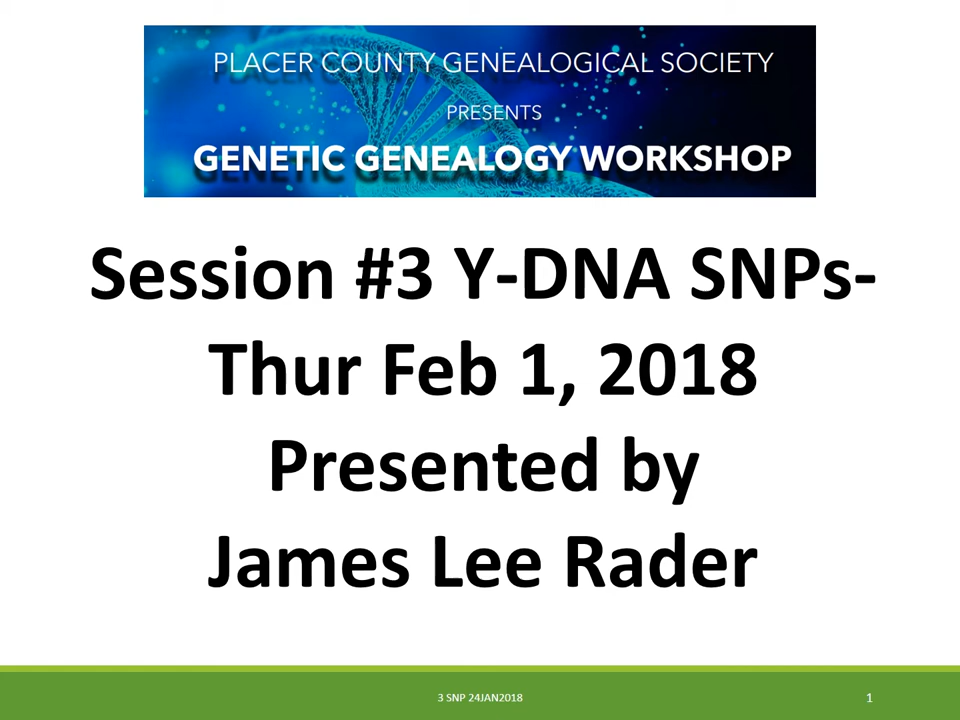 PLACER COUNTY GENEALOGICAL SOCIETY
PRESENTS
GENETIC GENEALOGY WORKSHOP
Session #3 Y-DNA SNPs-
Thur Feb 1, 2018
Presented by
James Lee Rader
3 SNP 24JAN2018
1